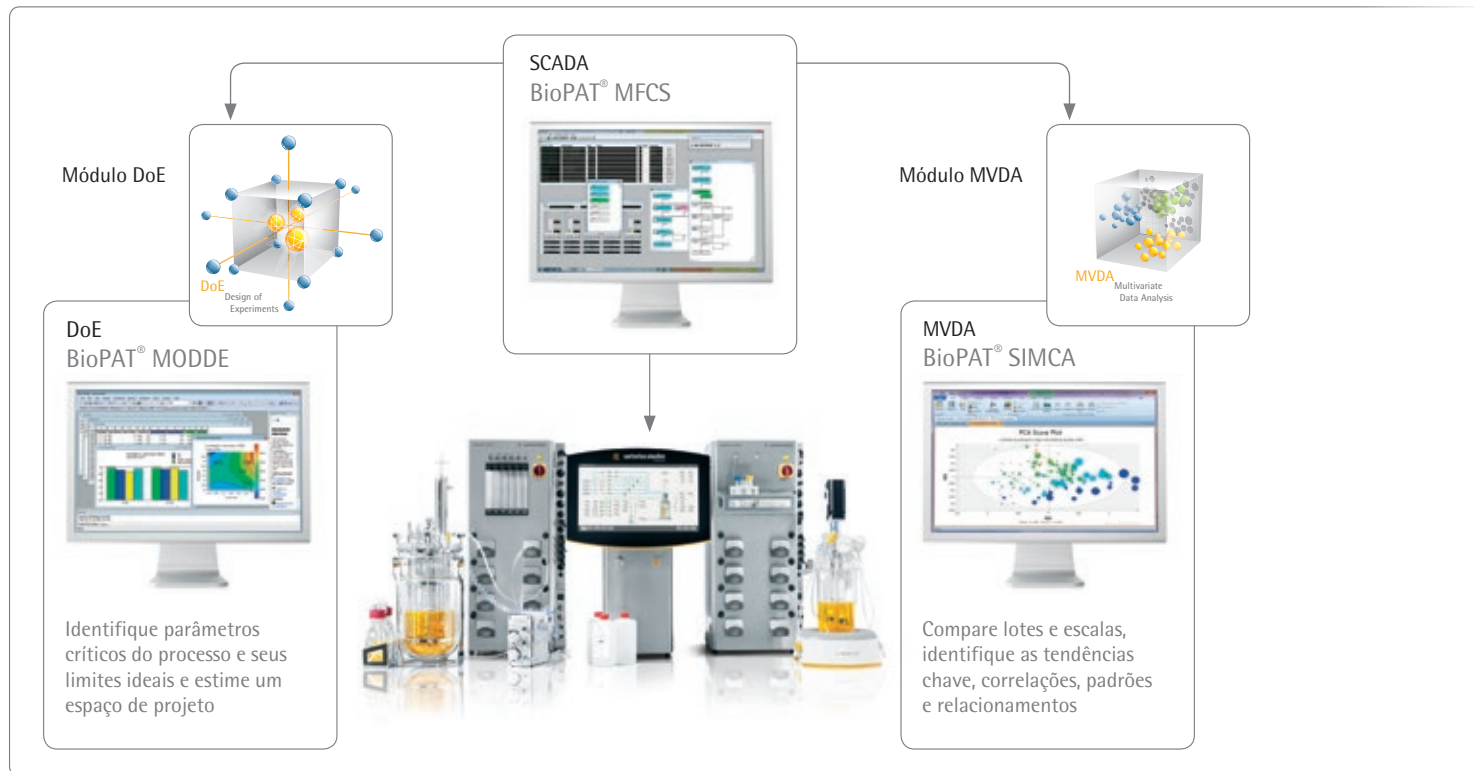 SCADA
BioPAT® MFCS
Módulo DoE
DoE
Design of
Experiments
DoE
BioPAT® MODDE
Identifique parâmetros
críticos do processo e seus
limites ideais e estime um
espaço de projeto
Módulo MVDA
MVDA
Multivariate
Data Analysis
MVDA
BioPAT® SIMCA
PCA Score Plot
Compare lotes e escalas,
identifique as tendências
chave, correlações, padrões
e relacionamentos